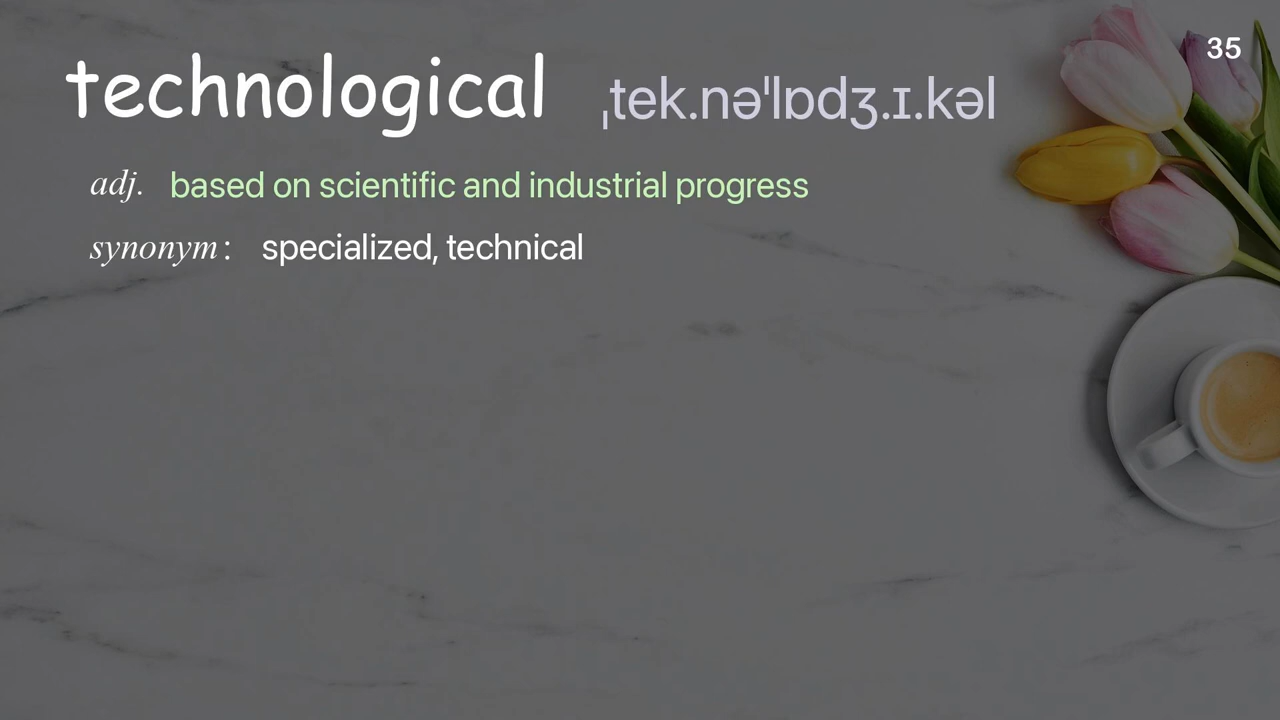 35
technological ˌtek.nəˈlɒdʒ.ɪ.kəl
adj. based on scientific and industrial progress
synonym: specialized, technical